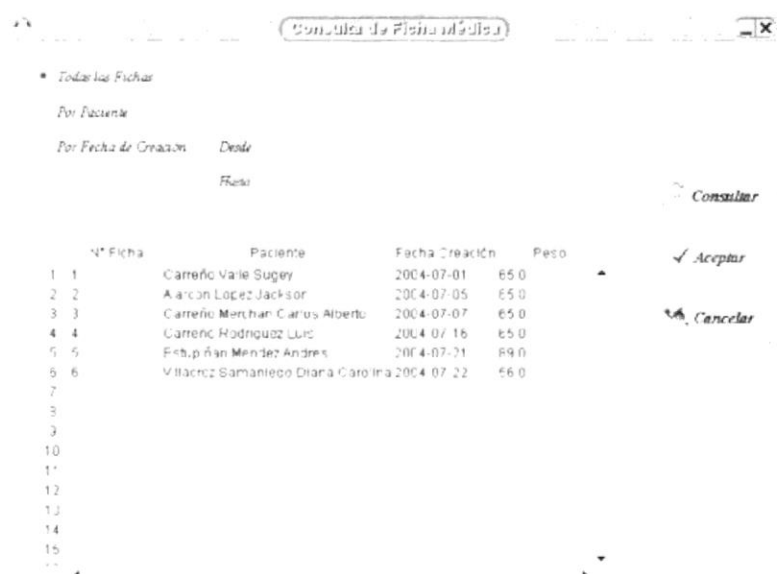 Consulta de Ficha Médica
Todas las Fichas
Por Paciente
Por Fecha de Creación Desde
Hasta
Consultar
N° Ficha Paciente Fecha Creación Peso
Aceptar
1 1 Carreño Valle Sugey 2004-07-01 65.0
2 2 Alarcon Lopez Jackson 2004-07-05 65.0
3 3 Carreño Merchan Carlos Alberto 2004-07-07 65.0
Cancelar
4 4 Carreño Rodriguez Luis 2004-07-16 65.0
5 5 Estupiñan Mendez Andres 2004-07-21 89.0
6 6 Diana Carolina 2004-07-22 56.0
7
8
9
10
11
12
13
14
15